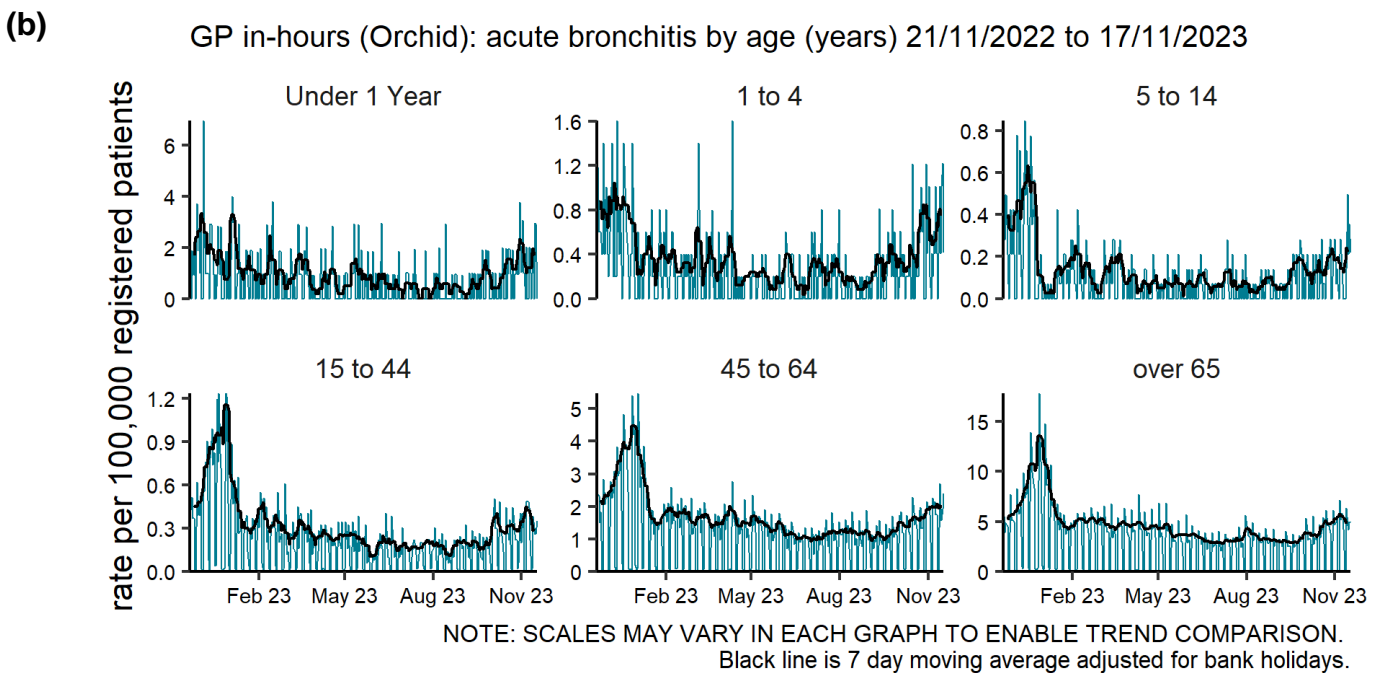 (b)
GP in-hours (Orchid): acute bronchitis by age (years) 21/11/2022 to 17/11/2023
rate per 100,000 registered patients
Under 1 Year
6
4
2
0
1 to 4
1.6
1.2
0.8
0.4
0.0
5 to 14
0.8
0.6
0.4
0.2
0.0
15 to 44
1.2
0.9
0.6
0.3
0.0
Feb 23 May 23 Aug 23 Nov 23
45 to 64
5
4
3
2
1
0
Feb 23 May 23 Aug 23 Nov 23
over 65
15
10
5
0
Feb 23 May 23 Aug 23 Nov 23
NOTE: SCALES MAY VARY IN EACH GRAPH TO ENABLE TREND COMPARISON.
Black line is 7 day moving average adjusted for bank holidays.